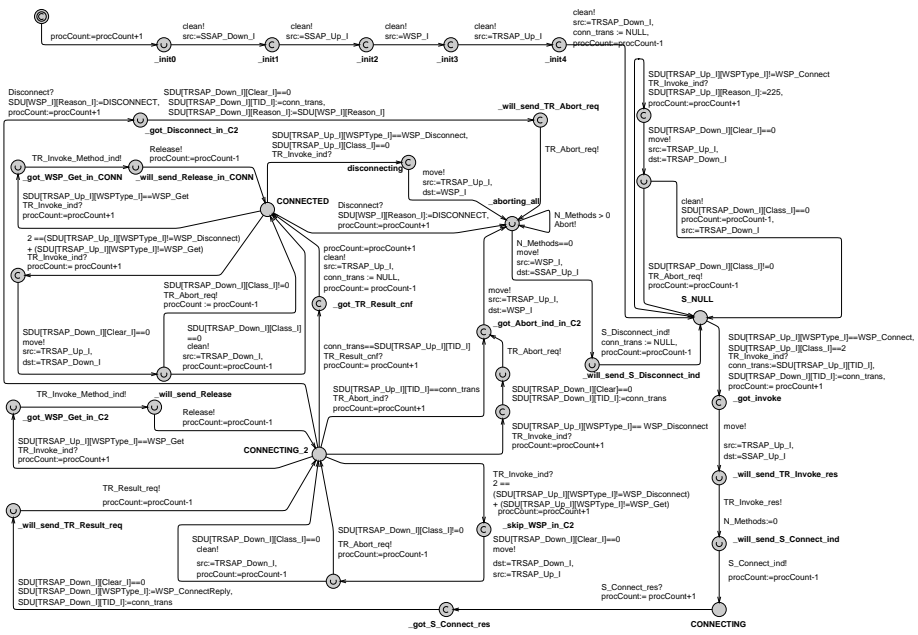 procCount:=procCount+1
clean!
src:=SSAP_Down_I
_init0
clean!
src:=SSAP_Up_I
_init1
clean!
src:=WSP_I
_init2
clean!
src:=TRSAP_Up_I
_init3
_init4
clean!
src:=TRSAP_Down_I,
conn_trans := NULL,
procCount:=procCount-1
Disconnect?
SDU[WSP_I][Reason_I]:=DISCONNECT,
procCount:=procCount+1
SDU[TRSAP_Down_I][Clear_I]==0
SDU[TRSAP_Down_I][TID_I]:=conn_trans,
SDU[TRSAP_Down_I][Reason_I]:=SDU[WSP_I][Reason_I]
_got_Disconnect_in_C2
_will_send_TR_Abort_req
TR_Abort_req!
SDU[TRSAP_Up_I][WSPType_I]!=WSP_Connect
TR_Invoke_ind?
SDU[TRSAP_Up_I][Reason_I]:=225,
procCount:=procCount+1
SDU[TRSAP_Down_I][Clear_I]==0
move!
src:=TRSAP_Up_I,
dst:=TRSAP_Down_I
clean!
SDU[TRSAP_Down_I][Class_I]==0
procCount:=procCount-1,
src:=TRSAP_Down_I
SDU[TRSAP_Down_I][Class_I]!=0
TR_Abort_req!
procCount:=procCount-1
S_NULL
TR_Invoke_Method_ind!
_got_WSP_Get_in_CONN
Release!
procCount:=procCount-1
_will_send_Release_in_CONN
SDU[TRSAP_Up_I][WSPType_I]==WSP_Get
TR_Invoke_ind?
procCount:=procCount+1
SDU[TRSAP_Up_I][WSPType_I]==WSP_Disconnect,
SDU[TRSAP_Up_I][Class_I]==0
TR_Invoke_ind?
disconnecting
move!
src:=TRSAP_Up_I,
dst:=WSP_I
_aborting_all
CONNECTED
Disconnect?
SDU[WSP_I][Reason_I]:=DISCONNECT,
procCount:=procCount+1
N_Methods > 0
Abort!
N_Methods==0
move!
src:=WSP_I,
dst:=SSAP_Up_I
2 ==(SDU[TRSAP_Up_I][WSPType_I]!=WSP_Disconnect)
+ (SDU[TRSAP_Up_I][WSPType_I]!=WSP_Get)
TR_Invoke_ind?
procCount:= procCount+1
SDU[TRSAP_Down_I][Class_I]!=0
TR_Abort_req!
procCount := procCount-1
SDU[TRSAP_Down_I][Clear_I]==0
move!
src:=TRSAP_Up_I,
dst:=TRSAP_Down_I
SDU[TRSAP_Down_I][Class_I]
==0
clean!
src:=TRSAP_Down_I,
procCount:=procCount-1
procCount:=procCount+1
clean!
src:=TRSAP_Up_I,
conn_trans := NULL,
procCount:=procCount-1
_got_TR_Result_cnf
conn_trans==SDU[TRSAP_Up_I][TID_I]
TR_Result_cnf?
procCount:= procCount+1
move!
src:=TRSAP_Up_I,
dst:=WSP_I
_got_Abort_ind_in_C2
TR_Abort_req!
S_Disconnect_ind!
conn_trans := NULL,
procCount:=procCount-1
_will_send_S_Disconnect_ind
SDU[TRSAP_Up_I][WSPType_I]==WSP_Connect,
SDU[TRSAP_Up_I][Class_I]==2
TR_Invoke_ind?
conn_trans:=SDU[TRSAP_Up_I][TID_I],
SDU[TRSAP_Down_I][TID_I]:=conn_trans,
procCount:= procCount+1
_got_invoke
move!
src:=TRSAP_Up_I,
dst:=SSAP_Up_I
_will_send_TR_Invoke_res
TR_Invoke_res!
N_Methods:=0
_will_send_S_Connect_ind
S_Connect_ind!
procCount:=procCount-1
CONNECTING
SDU[TRSAP_Up_I][TID_I]==conn_trans
TR_Abort_ind?
procCount:=procCount+1
SDU[TRSAP_Down_I][Clear]==0
SDU[TRSAP_Down_I][TID_I]:=conn_trans
SDU[TRSAP_Up_I][WSPType_I]== WSP_Disconnect
TR_Invoke_ind?
procCount:=procCount+1
TR_Invoke_Method_ind!
_got_WSP_Get_in_C2
_will_send_Release
Release!
procCount:=procCount-1
SDU[TRSAP_Up_I][WSPType_I]==WSP_Get
TR_Invoke_ind?
procCount:=procCount+1
CONNECTING_2
TR_Invoke_ind?
2 ==
(SDU[TRSAP_Up_I][WSPType_I]!=WSP_Disconnect)
+ (SDU[TRSAP_Up_I][WSPType_I]!=WSP_Get)
procCount:=procCount+1
_skip_WSP_in_C2
SDU[TRSAP_Down_I][Clear_I]==0
move!
dst:=TRSAP_Down_I,
src:=TRSAP_Up_I
TR_Result_req!
procCount:=procCount-1
_will_send_TR_Result_req
SDU[TRSAP_Down_I][Class_I]==0
clean!
src:=TRSAP_Down_I,
procCount:=procCount-1
SDU[TRSAP_Down_I][Class_I]!=0
TR_Abort_req!
procCount:=procCount-1
SDU[TRSAP_Down_I][Clear_I]==0
SDU[TRSAP_Down_I][WSPType_I]:=WSP_ConnectReply,
SDU[TRSAP_Down_I][TID_I]:=conn_trans
_got_S_Connect_res
S_Connect_res?
procCount:= procCount+1